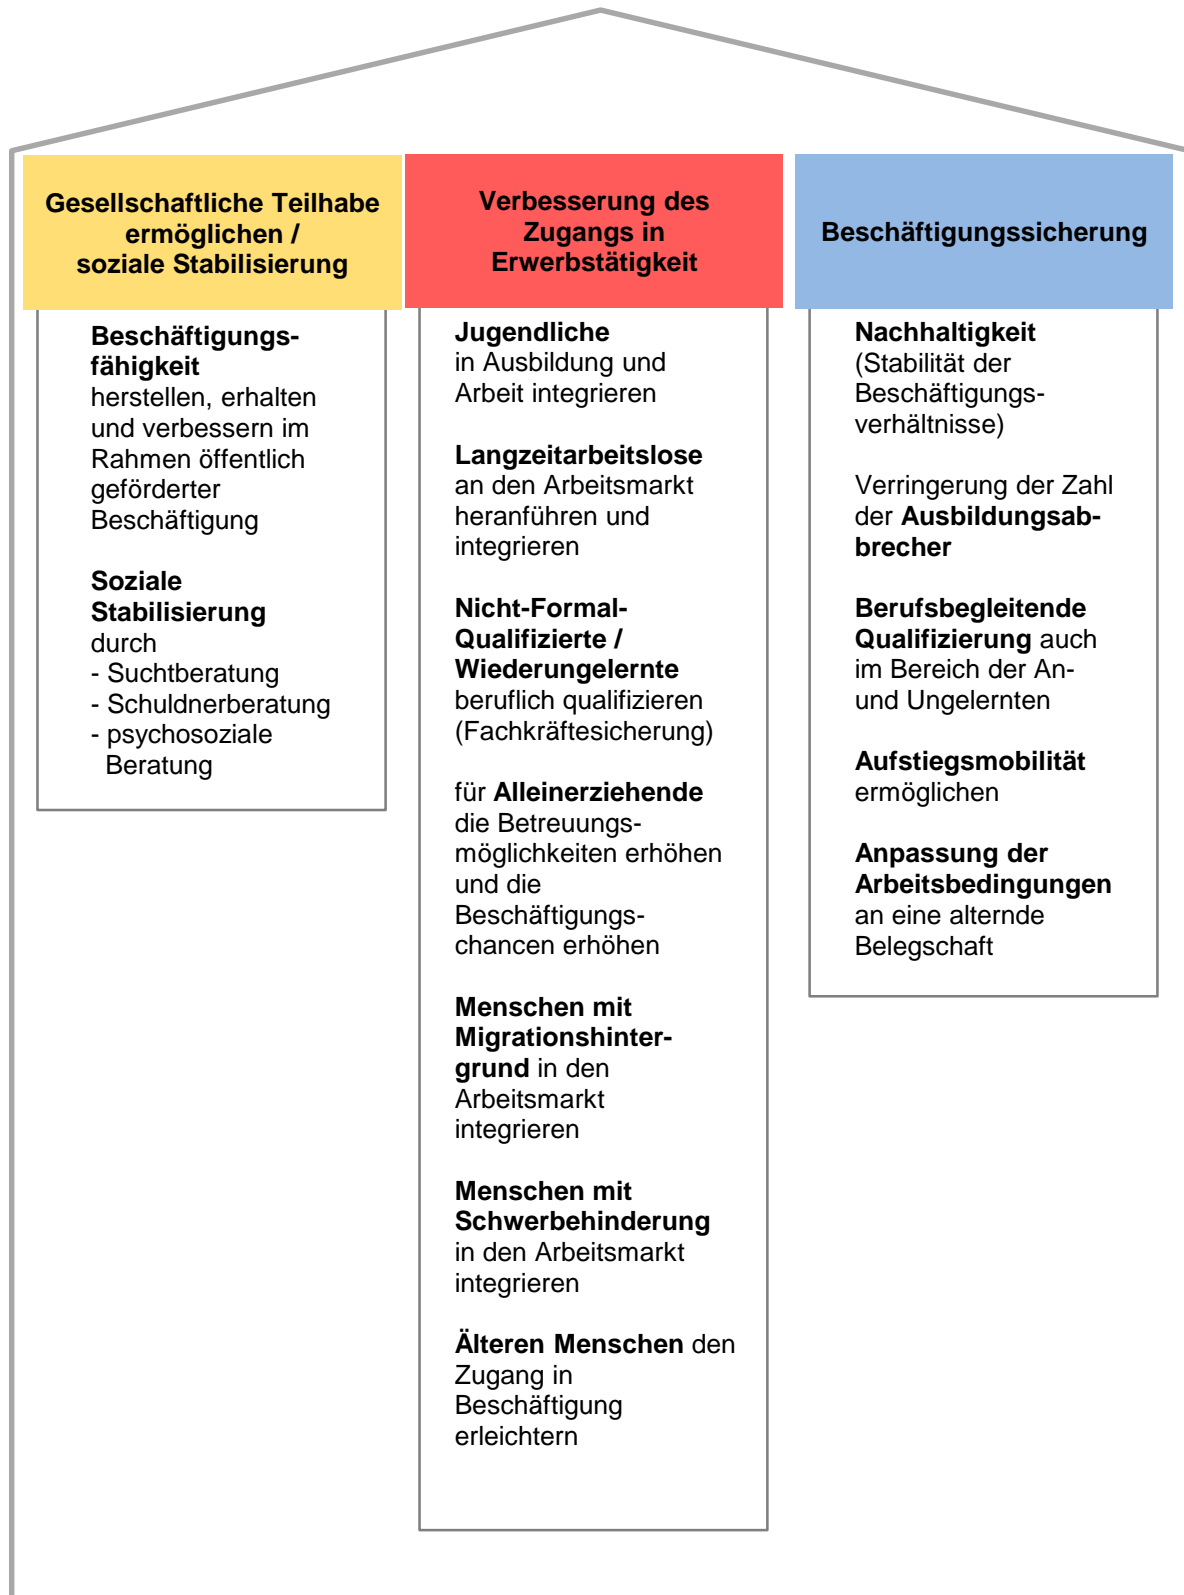 Gesellschaftliche Teilhabe
ermöglichen /
soziale Stabilisierung
Beschäftigungs-
fähigkeit
herstellen, erhalten
und verbessern im
Rahmen öffentlich
geförderter
Beschäftigung
Soziale
Stabilisierung
durch
- Suchtberatung
- Schuldnerberatung
- psychosoziale
Beratung
Verbesserung des
Zugangs in
Erwerbstätigkeit
Jugendliche
in Ausbildung und
Arbeit integrieren
Langzeitarbeitslose
an den Arbeitsmarkt
heranführen und
integrieren
Nicht-Formal-
Qualifizierte /
Wiederungelernte
beruflich qualifizieren
(Fachkräftesicherung)
für Alleinerziehende
die Betreuungs-
möglichkeiten erhöhen
und die
Beschäftigungs-
chancen erhöhen
Menschen mit
Migrationshinter-
grund in den
Arbeitsmarkt
integrieren
Menschen mit
Schwerbehinderung
in den Arbeitsmarkt
integrieren
Älteren Menschen den
Zugang in
Beschäftigung
erleichtern
Beschäftigungssicherung
Nachhaltigkeit
(Stabilität der
Beschäftigungs-
verhältnisse)
Verringerung der Zahl
der Ausbildungsab-
brecher
Berufsbegleitende
Qualifizierung auch
im Bereich der An-
und Ungelernten
Aufstiegsmobilität
ermöglichen
Anpassung der
Arbeitsbedingungen
an eine alternde
Belegschaft